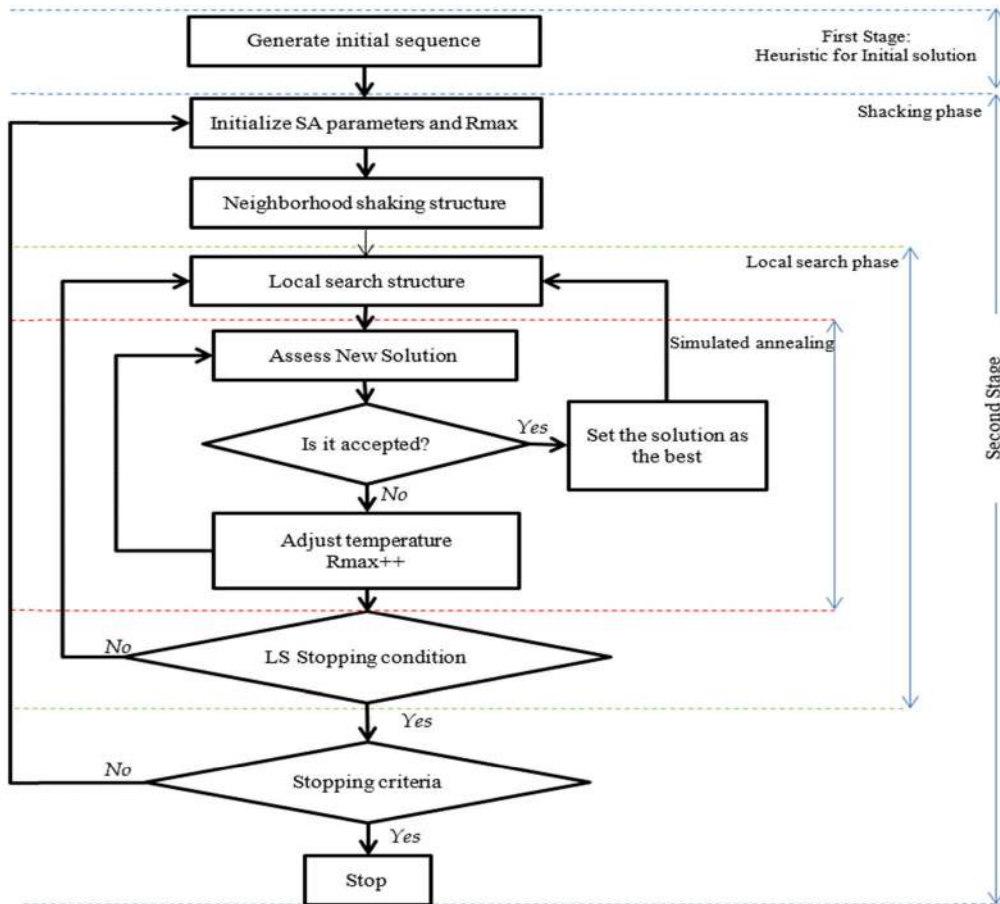 Generate initial sequence
First Stage:
Heuristic for Initial solution
Shacking phase
Initialize SA parameters and Rmax
Neighborhood shaking structure
Local search phase
Local search structure
Simulated annealing
Assess New Solution
Is it accepted?
Yes
Set the solution as
the best
No
Adjust temperature
Rmax++
No
LS Stopping condition
Yes
No
Stopping criteria
Yes
Stop
Second Stage